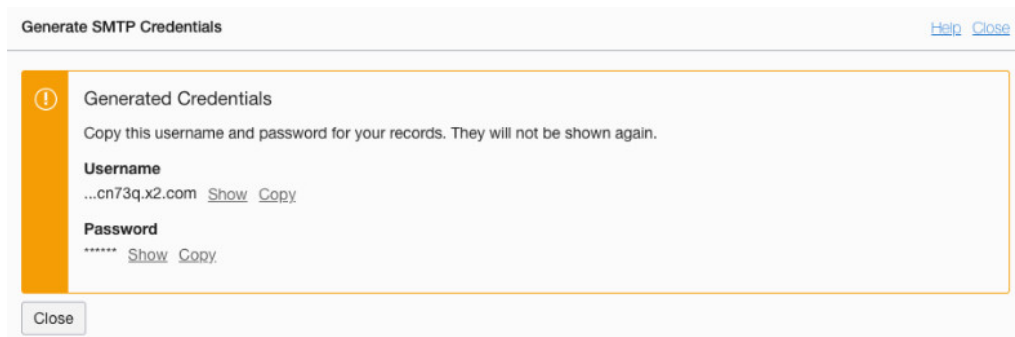 Generate SMTP Credentials Help Close
Generated Credentials
Copy this username and password for your records. They will not be shown again.
Username
...cn73q.x2.com Show Copy
Password
****** Show Copy
Close